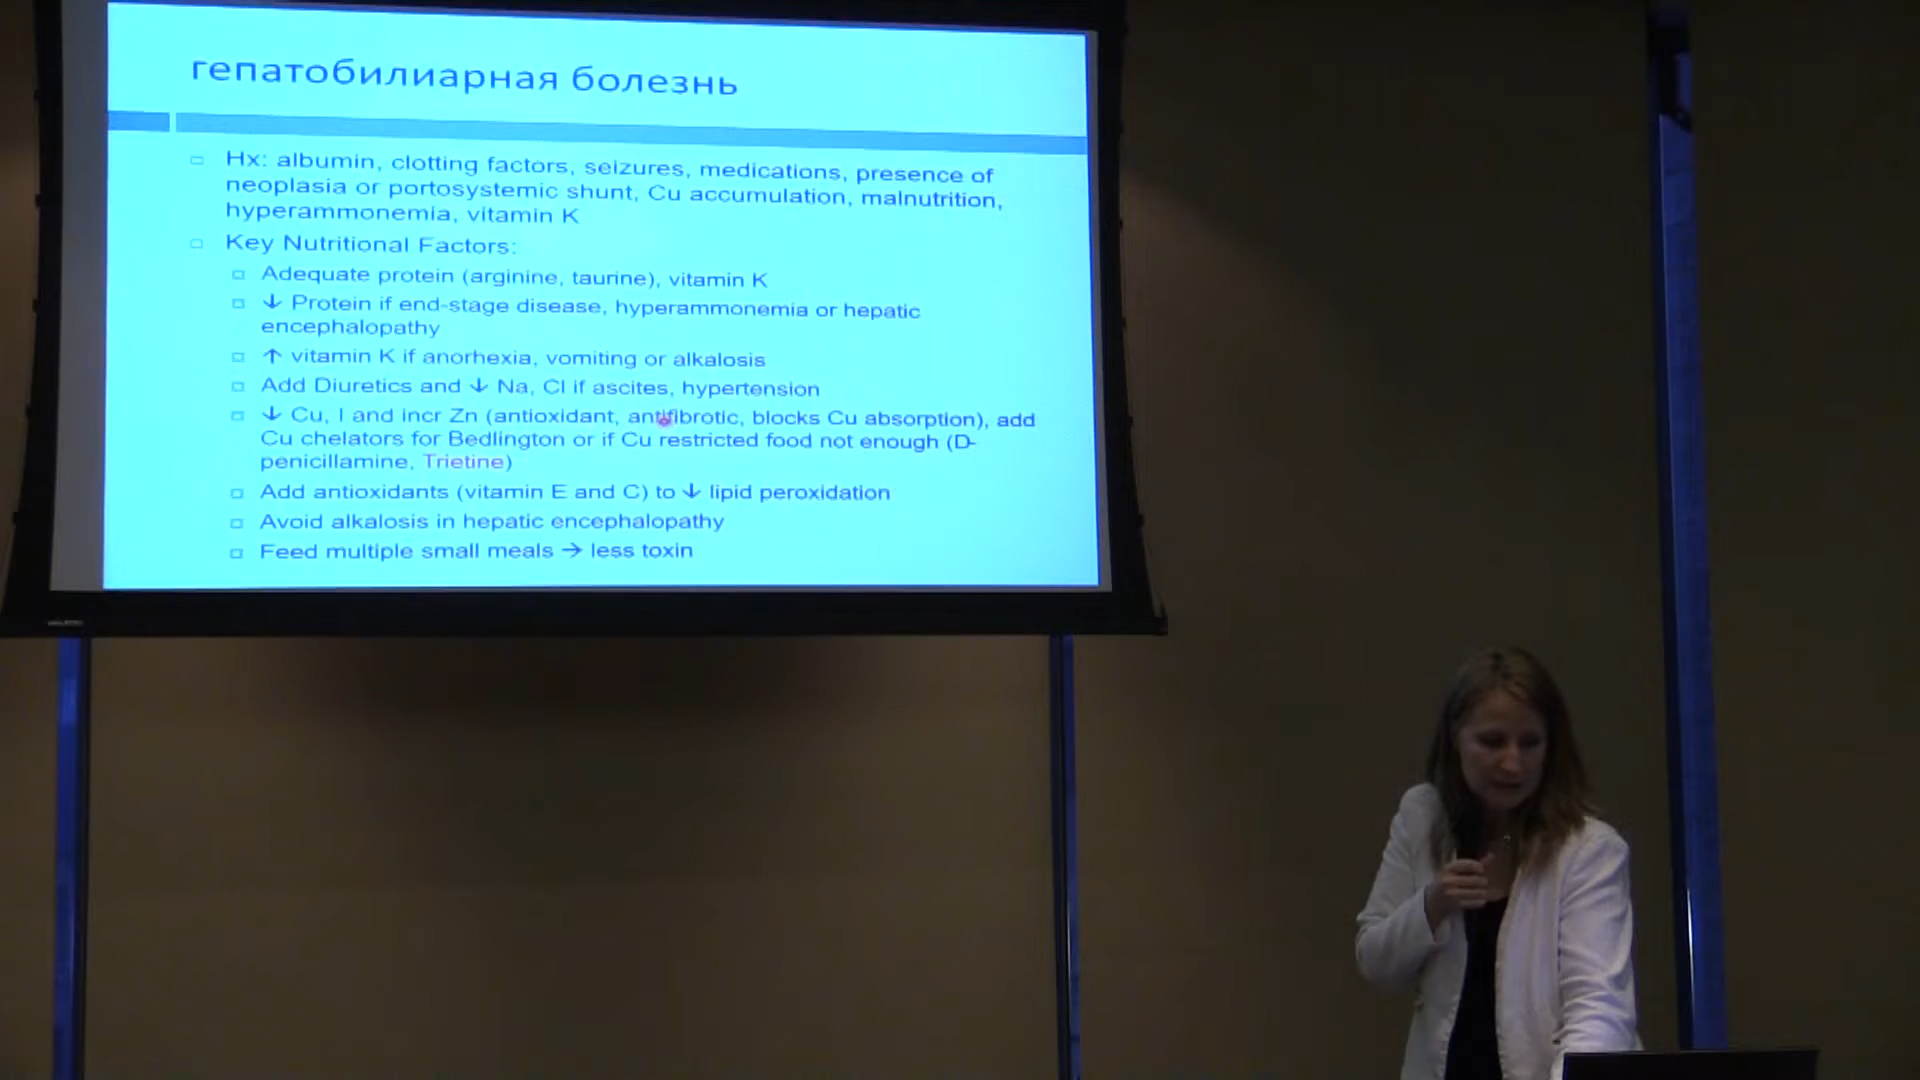 гепатобилиарная болезнь
Hx: albumin, clotting factors, seizures, medications, presence of
neoplasia or portosystemic shunt, Cu accumulation, malnutrition,
hyperammonemia, vitamin K
Key Nutritional Factors:
Adequate protein (arginine, taurine), vitamin K
↓ Protein if end-stage disease, hyperammonemia or hepatic
encephalopathy
↑ vitamin K if anorhexia, vomiting or alkalosis
Add Diuretics and ↓ Na, Cl if ascites, hypertension
↓ Cu, I and incr Zn (antioxidant, antifibrotic, blocks Cu absorption), add
Cu chelators for Bedlington or if Cu restricted food not enough (D-
penicillamine, Trietine)
Add antioxidants (vitamin E and C) to ↓ lipid peroxidation
Avoid alkalosis in hepatic encephalopathy
Feed multiple small meals → less toxin